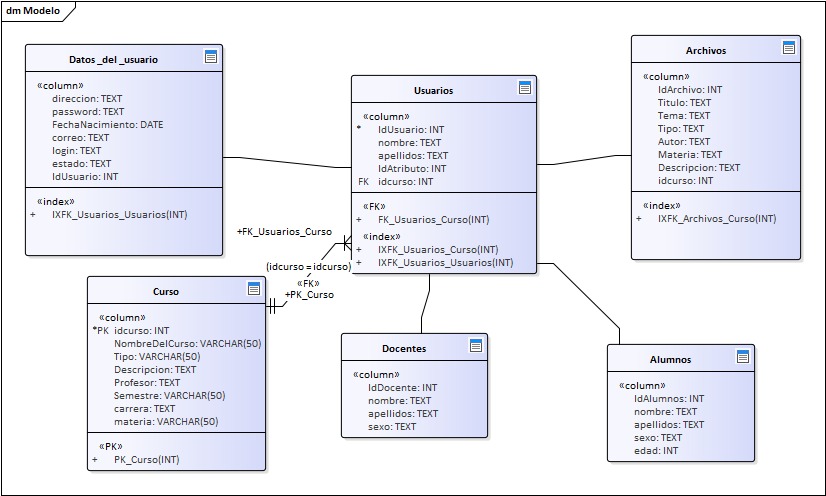 dm Modelo
Datos _del _usuario
«column»
direccion: TEXT
password: TEXT
FechaNacimiento: DATE
correo: TEXT
login: TEXT
estado: TEXT
IdUsuario: INT
«index»
+ IXFK_Usuarios_Usuarios(INT)
Usuarios
«column»
* IdUsuario: INT
nombre: TEXT
apellidos: TEXT
IdAtributo: INT
FK idcurso: INT
«FK»
+ FK_Usuarios_Curso(INT)
«index»
+ IXFK_Usuarios_Curso(INT)
+ IXFK_Usuarios_Usuarios(INT)
Archivos
«column»
IdArchivo: INT
Titulo: TEXT
Tema: TEXT
Tipo: TEXT
Autor: TEXT
Materia: TEXT
Descripcion: TEXT
idcurso: INT
«index»
+ IXFK_Archivos_Curso(INT)
+FK_Usuarios_Curso
(idcurso = idcurso)
«FK»
+PK_Curso
Curso
«column»
*PK idcurso: INT
NombreDelCurso: VARCHAR(50)
Tipo: VARCHAR(50)
Descripcion: TEXT
Profesor: TEXT
Semestre: VARCHAR(50)
carrera: TEXT
materia: VARCHAR(50)
«PK»
+ PK_Curso(INT)
Docentes
«column»
IdDocente: INT
nombre: TEXT
apellidos: TEXT
sexo: TEXT
Alumnos
«column»
IdAlumnos: INT
nombre: TEXT
apellidos: TEXT
sexo: TEXT
edad: INT